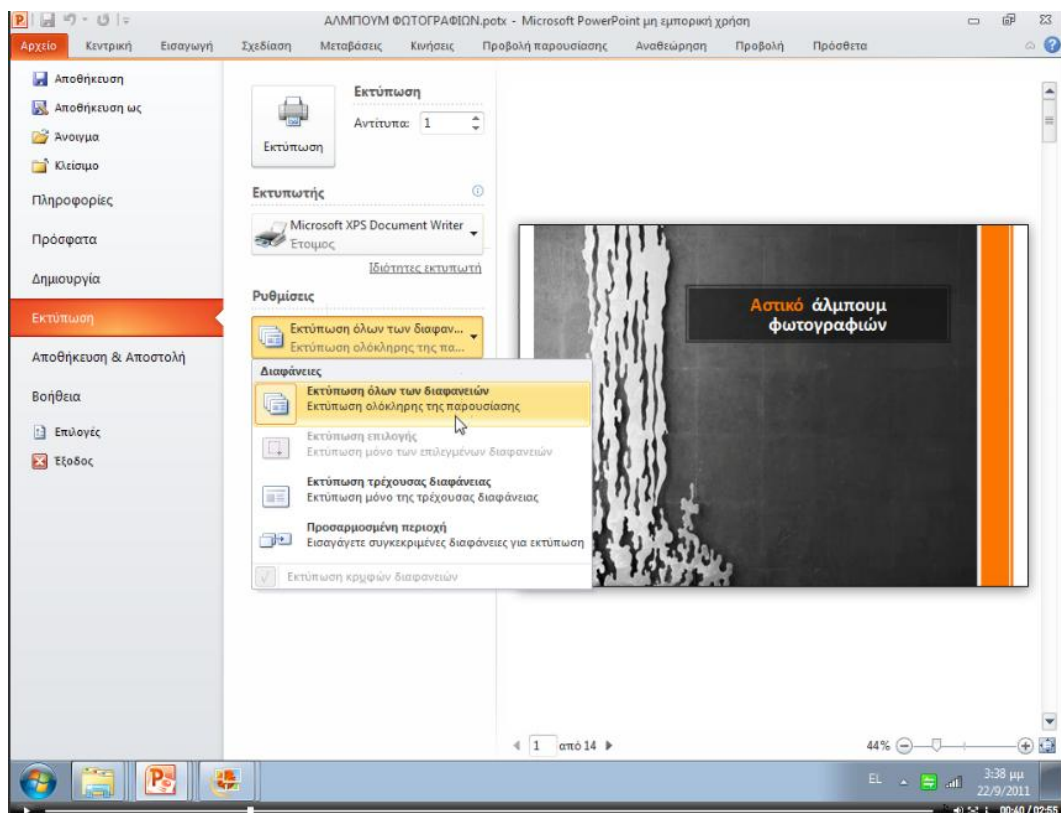 ΑΛΜΠΟΥΜ ΦΩΤΟΓΡΑΦΙΩΝ.potx - Microsoft PowerPoint μη εμπορική χρήση
Αρχείο Κεντρική Εισαγωγή Σχεδίαση Μεταβάσεις Κινήσεις Προβολή παρουσίασης Αναθεώρηση Προβολή Πρόσθετα
Αποθήκευση
Αποθήκευση ως
Άνοιγμα
Κλείσιμο
Πληροφορίες
Πρόσφατα
Δημιουργία
Εκτύπωση
Αποθήκευση & Αποστολή
Βοήθεια
Επιλογές
Έξοδος
Εκτύπωση
Εκτύπωση
Αντίτυπα: 1
Εκτυπωτής
Microsoft XPS Document Writer
Έτοιμος
Ιδιότητες εκτυπωτή
Ρυθμίσεις
Εκτύπωση όλων των διαφαν...
Εκτύπωση ολόκληρης της πα...
Διαφάνειες
Εκτύπωση όλων των διαφανειών
Εκτύπωση ολόκληρης της παρουσίασης
Εκτύπωση επιλογής
Εκτύπωση μόνο των επιλεγμένων διαφανειών
Εκτύπωση τρέχουσας διαφάνειας
Εκτύπωση μόνο της τρέχουσας διαφάνειας
Προσαρμοσμένη περιοχή
Εισαγάγετε συγκεκριμένες διαφάνειες για εκτύπωση
Εκτύπωση κρυφών διαφανειών
Αστικό άλμπουμ
φωτογραφιών
1 από 14
44%
EL
3:38 μμ
22/9/2011
00:40 / 02:55